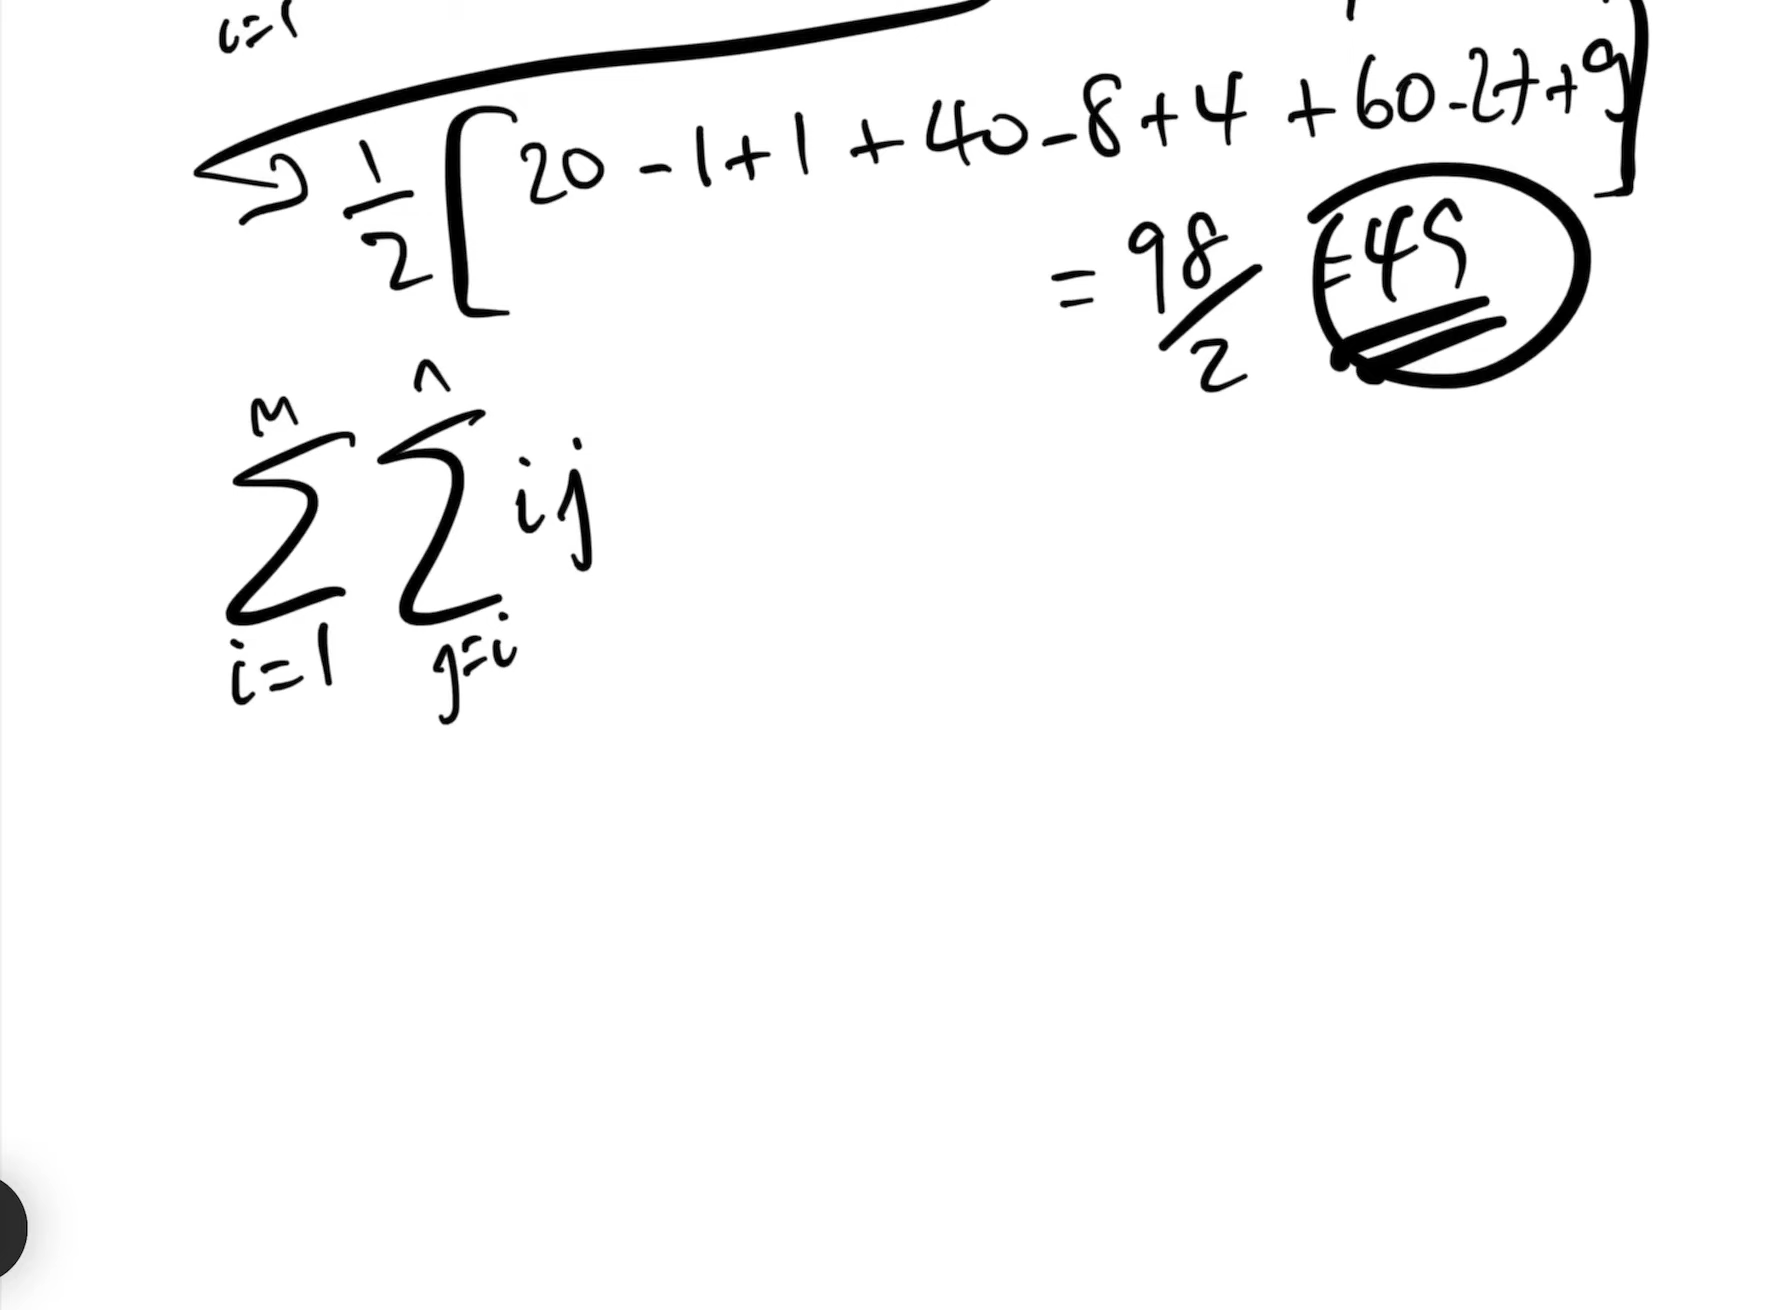 i=1
→ 1/2 [ 20 - 1 + 1 + 40 - 8 + 4 + 60 - 27 + 9 ]
= 98/2 = 49
m n
∑ ∑ ij
i=1 j=i